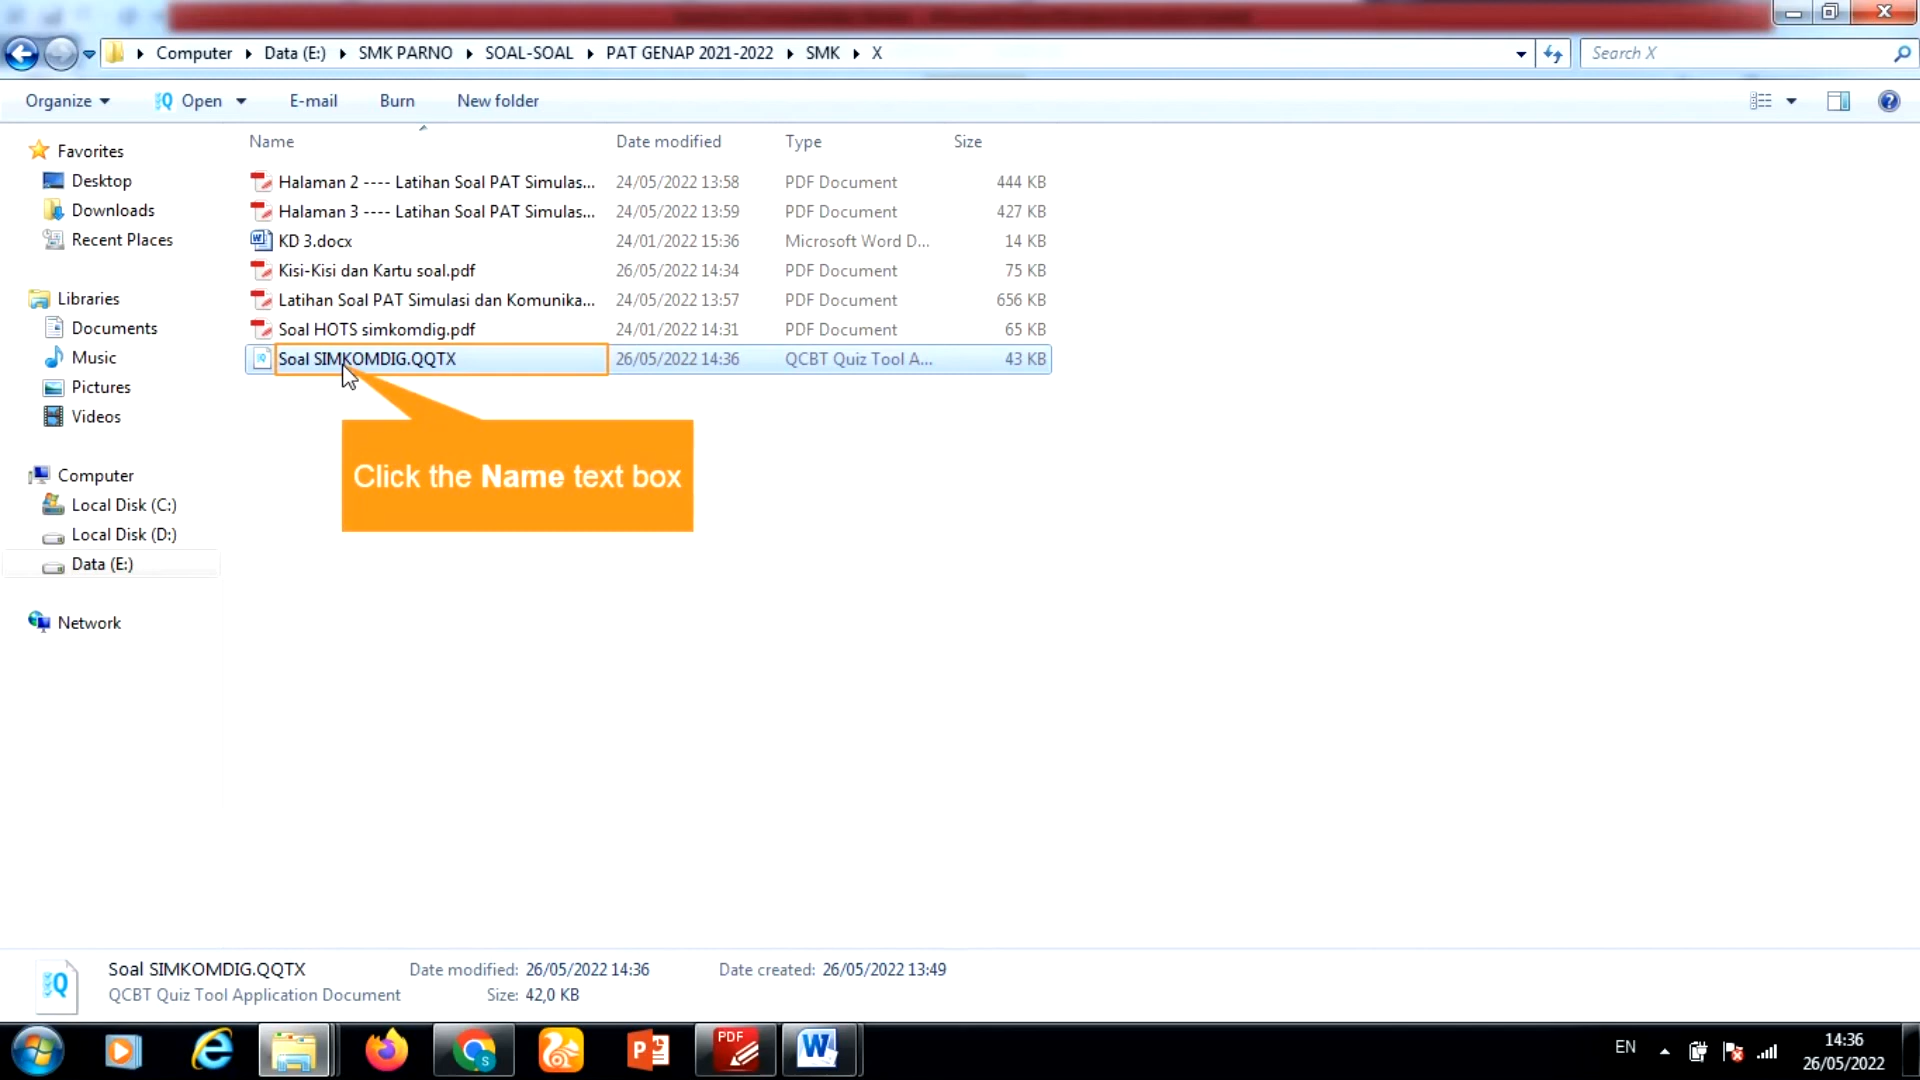 Computer Data (E:) SMK PARNO SOAL-SOAL PAT GENAP 2021-2022 SMK X
Search X
Organize Open E-mail Burn New folder
Name Date modified Type Size
Favorites
Desktop
Downloads
Recent Places
Libraries
Documents
Music
Pictures
Videos
Computer
Local Disk (C:)
Local Disk (D:)
Data (E:)
Network
Halaman 2 ---- Latihan Soal PAT Simulas... 24/05/2022 13:58 PDF Document 444 KB
Halaman 3 ---- Latihan Soal PAT Simulas... 24/05/2022 13:59 PDF Document 427 KB
KD 3.docx 24/01/2022 15:36 Microsoft Word D... 14 KB
Kisi-Kisi dan Kartu soal.pdf 26/05/2022 14:34 PDF Document 75 KB
Latihan Soal PAT Simulasi dan Komunika... 24/05/2022 13:57 PDF Document 656 KB
Soal HOTS simkomdig.pdf 24/01/2022 14:31 PDF Document 65 KB
Soal SIMKOMDIG.QQTX 26/05/2022 14:36 QCBT Quiz Tool A... 43 KB
Click the Name text box
Soal SIMKOMDIG.QQTX Date modified: 26/05/2022 14:36 Date created: 26/05/2022 13:49
QCBT Quiz Tool Application Document Size: 42,0 KB
PDF
EN
14:36
26/05/2022